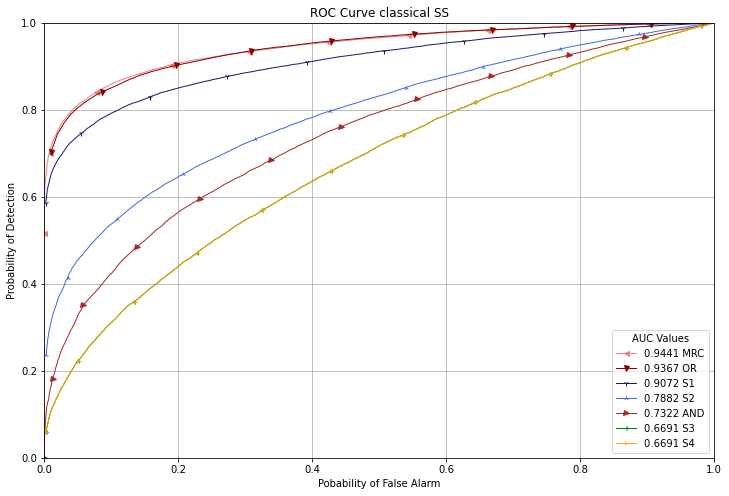 ROC Curve classical SS
1.0
0.8
0.6
0.4
0.2
0.0
Probability of Detection
0.0 0.2 0.4 0.6 0.8 1.0
Pobability of False Alarm
AUC Values
0.9441 MRC
0.9367 OR
0.9072 S1
0.7882 S2
0.7322 AND
0.6691 S3
0.6691 S4